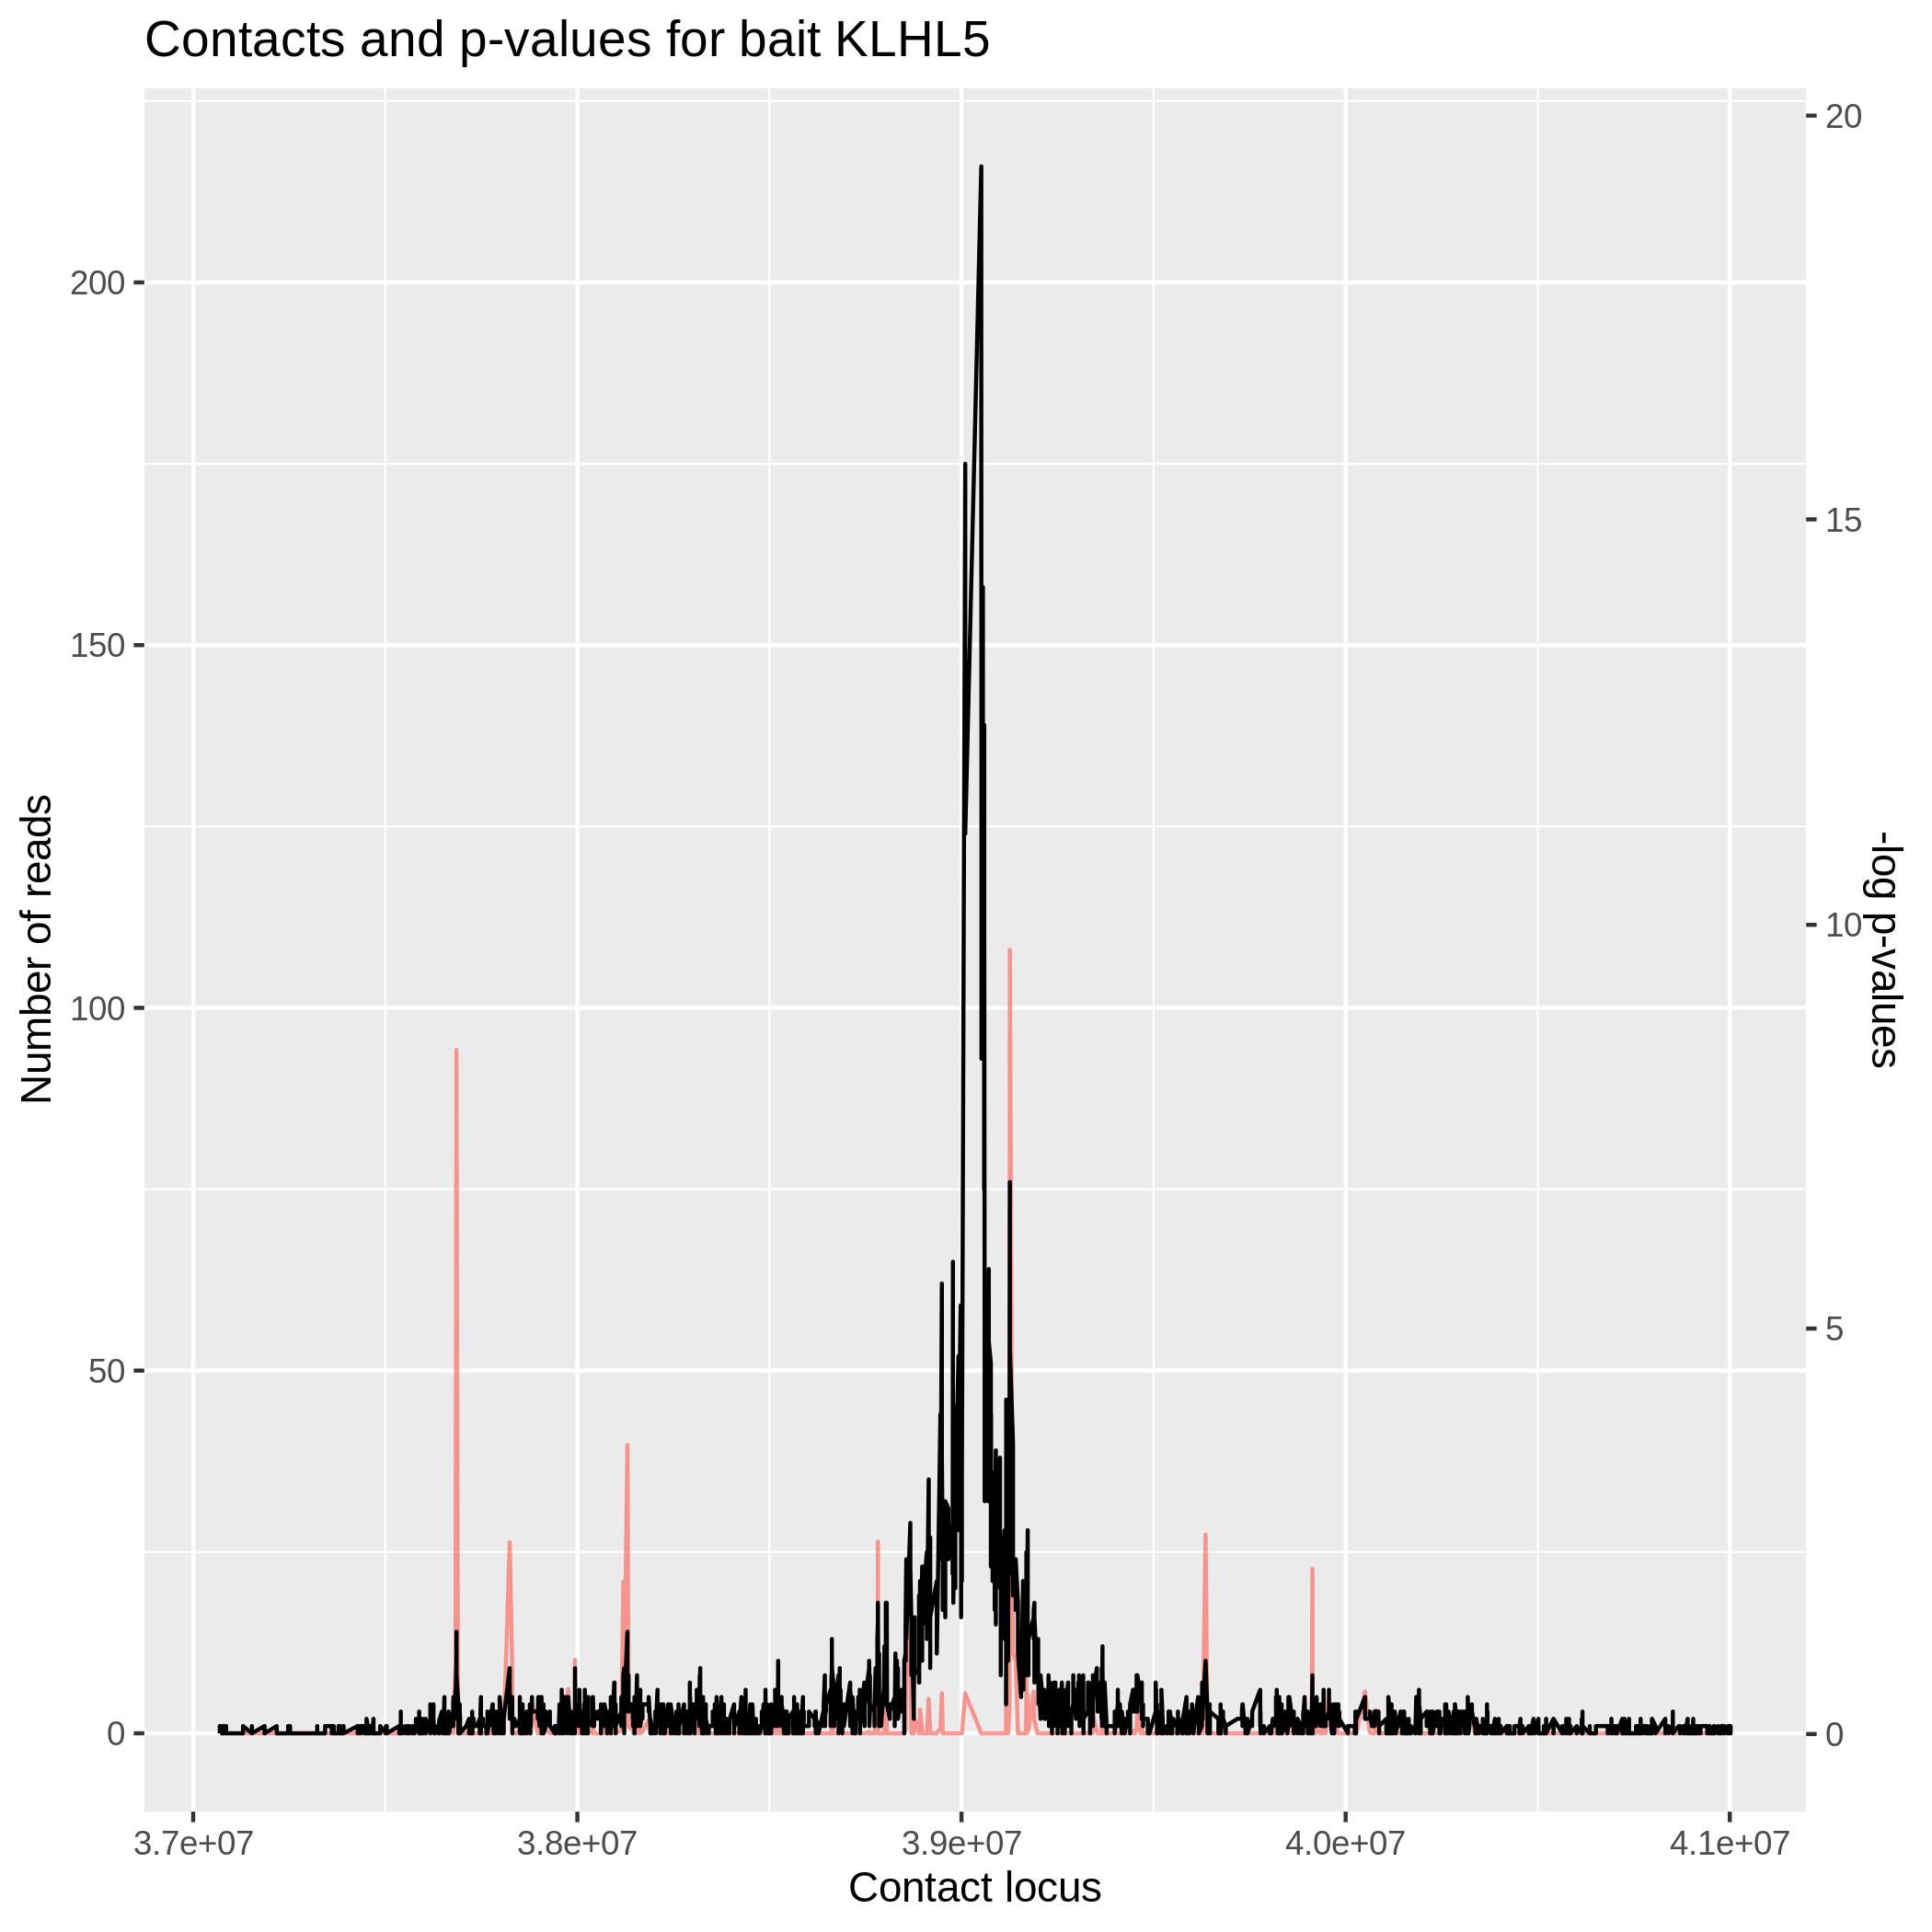 Contacts and p-values for bait KLHL5
Number of reads
200
150
100
50
0
20
15
10
5
0
-log p-values
3.7e+07
3.8e+07
3.9e+07
4.0e+07
4.1e+07
Contact locus